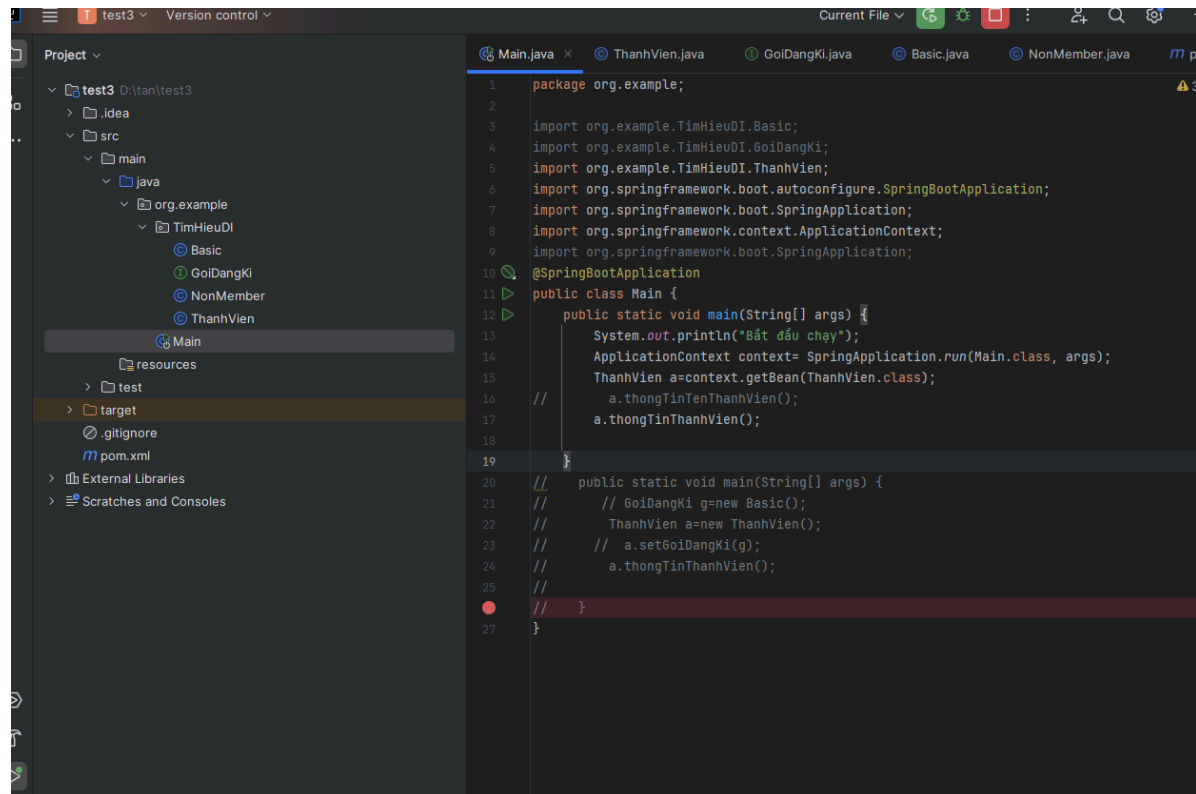 test3 Version control Current File
Project
test3 D:\tan\test3
.idea
src
main
java
org.example
TimHieuDI
Basic
GoiDangKi
NonMember
ThanhVien
Main
resources
test
target
.gitignore
pom.xml
External Libraries
Scratches and Consoles
Main.java ThanhVien.java GoiDangKi.java Basic.java NonMember.java
1 package org.example;
2
3 import org.example.TimHieuDI.Basic;
4 import org.example.TimHieuDI.GoiDangKi;
5 import org.example.TimHieuDI.ThanhVien;
6 import org.springframework.boot.autoconfigure.SpringBootApplication;
7 import org.springframework.boot.SpringApplication;
8 import org.springframework.context.ApplicationContext;
9 import org.springframework.boot.SpringApplication;
10 @SpringBootApplication
11 public class Main {
12 public static void main(String[] args) {
13 System.out.println("Bắt đầu chạy");
14 ApplicationContext context= SpringApplication.run(Main.class, args);
15 ThanhVien a=context.getBean(ThanhVien.class);
16 // a.thongTinTenThanhVien();
17 a.thongTinThanhVien();
18
19 }
20 // public static void main(String[] args) {
21 // // GoiDangKi g=new Basic();
22 // ThanhVien a=new ThanhVien();
23 // // a.setGoiDangKi(g);
24 // a.thongTinThanhVien();
25 //
// }
27 }